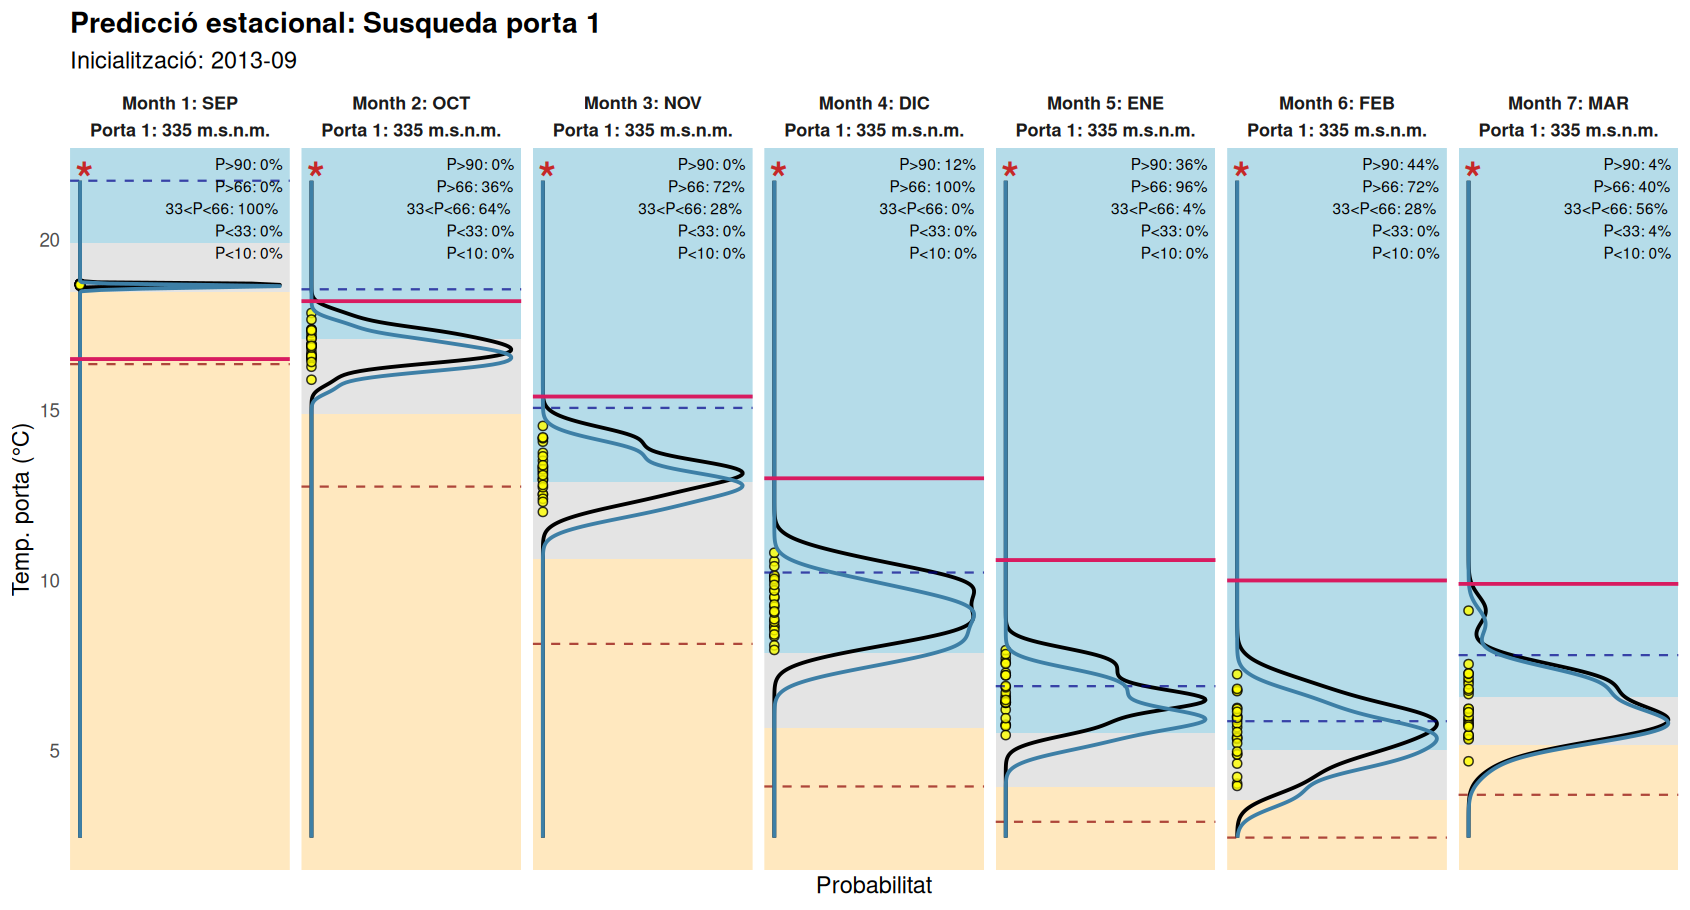 Predicció estacional: Susqueda porta 1
Inicialització: 2013-09
Month 1: SEP
Porta 1: 335 m.s.n.m.
Month 2: OCT
Porta 1: 335 m.s.n.m.
Month 3: NOV
Porta 1: 335 m.s.n.m.
Month 4: DIC
Porta 1: 335 m.s.n.m.
Month 5: ENE
Porta 1: 335 m.s.n.m.
Month 6: FEB
Porta 1: 335 m.s.n.m.
Month 7: MAR
Porta 1: 335 m.s.n.m.
*
P>90: 0%
P>66: 0%
33<P<66: 100%
P<33: 0%
P<10: 0%
*
P>90: 0%
P>66: 36%
33<P<66: 64%
P<33: 0%
P<10: 0%
*
P>90: 0%
P>66: 72%
33<P<66: 28%
P<33: 0%
P<10: 0%
*
P>90: 12%
P>66: 100%
33<P<66: 0%
P<33: 0%
P<10: 0%
*
P>90: 36%
P>66: 96%
33<P<66: 4%
P<33: 0%
P<10: 0%
*
P>90: 44%
P>66: 72%
33<P<66: 28%
P<33: 0%
P<10: 0%
*
P>90: 4%
P>66: 40%
33<P<66: 56%
P<33: 4%
P<10: 0%
20
15
10
5
Temp. porta (°C)
Probabilitat